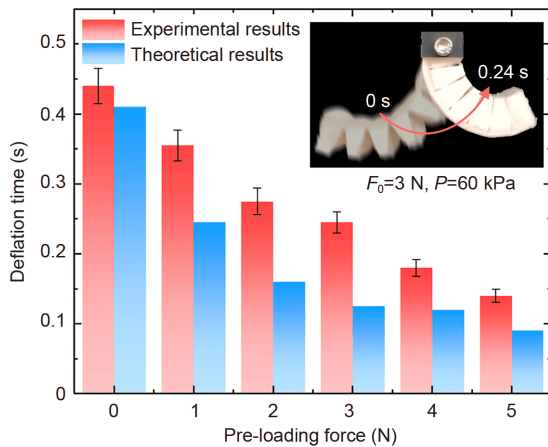 Experimental results
Theoretical results
0.24 s
0 s
F₀=3 N, P=60 kPa
Deflation time (s)
0.5
0.4
0.3
0.2
0.1
0
0 1 2 3 4 5
Pre-loading force (N)